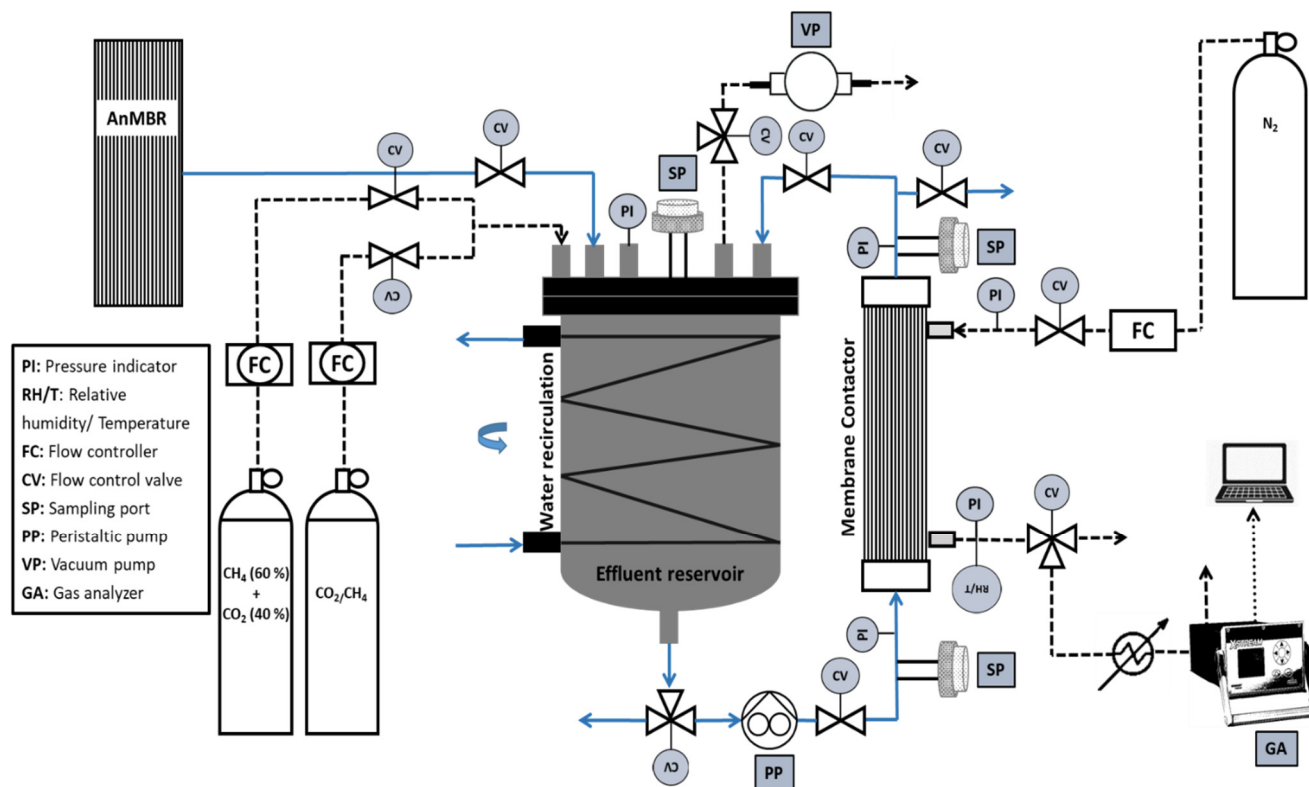 VP
AnMBR
CV
CV
CV
SP
CV
CV
N₂
PI
PI
SP
CV
PI
CV
FC
PI: Pressure indicator
RH/T: Relative
humidity/ Temperature
FC: Flow controller
CV: Flow control valve
SP: Sampling port
PP: Peristaltic pump
VP: Vacuum pump
GA: Gas analyzer
FC
FC
Water recirculation
Membrane Contactor
Effluent reservoir
CH₄ (60 %)
+
CO₂ (40 %)
CO₂/CH₄
PI
CV
RH/T
PI
SP
CV
CV
PP
GA